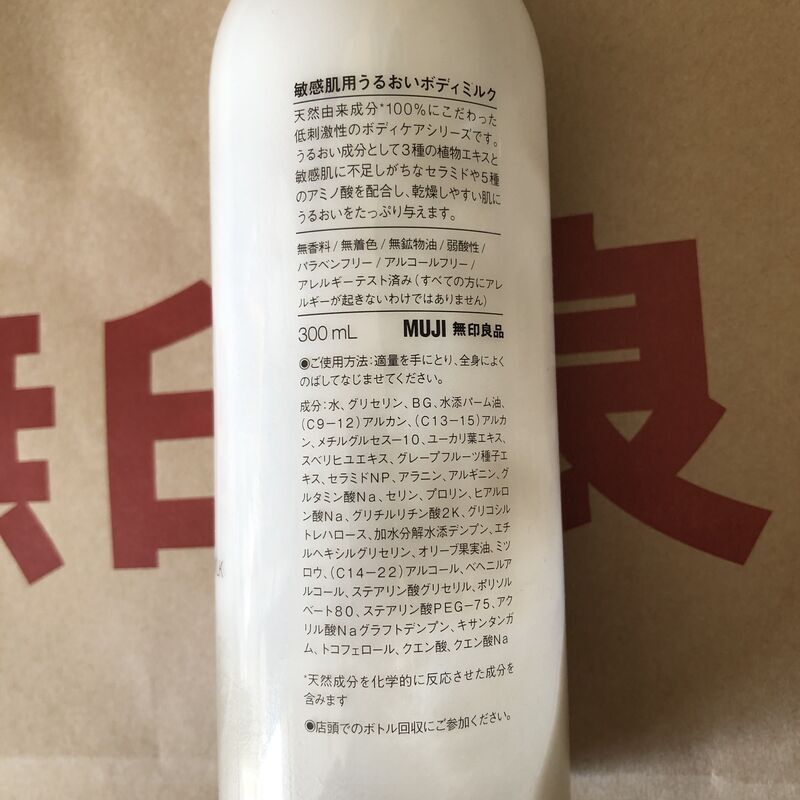 敏感肌用うるおいボディミルク
天然由来成分*100%にこだわった
低刺激性のボディケアシリーズです。
うるおい成分として3種の植物エキスと
敏感肌に不足しがちなセラミドや5種
のアミノ酸を配合し、乾燥しやすい肌に
うるおいをたっぷり与えます。
無香料/無着色/無鉱物油/弱酸性/
パラベンフリー/アルコールフリー/
アレルギーテスト済み(すべての方にアレ
ルギーが起きないわけではありません)
300 mL MUJI 無印良品
◉ご使用方法:適量を手にとり、全身によく
のばしてなじませてください。
成分:水、グリセリン、BG、水添パーム油、
(C9-12)アルカン、(C13-15)アルカ
ン、メチルグルセス-10、ユーカリ葉エキス、
スベリヒユエキス、グレープフルーツ種子エ
キス、セラミドNP、アラニン、アルギニン、グ
ルタミン酸Na、セリン、プロリン、ヒアルロ
ン酸Na、グリチルリチン酸2K、グリコシル
トレハロース、加水分解水添デンプン、エチ
ルヘキシルグリセリン、オリーブ果実油、ミツ
ロウ、(C14-22)アルコール、ベヘニルア
ルコール、ステアリン酸グリセリル、ポリソル
ベート80、ステアリン酸PEG-75、アク
リル酸Naグラフトデンプン、キサンタンガ
ム、トコフェロール、クエン酸、クエン酸Na
*天然成分を化学的に反応させた成分を
含みます
◉店頭でのボトル回収にご参加ください。
無印良